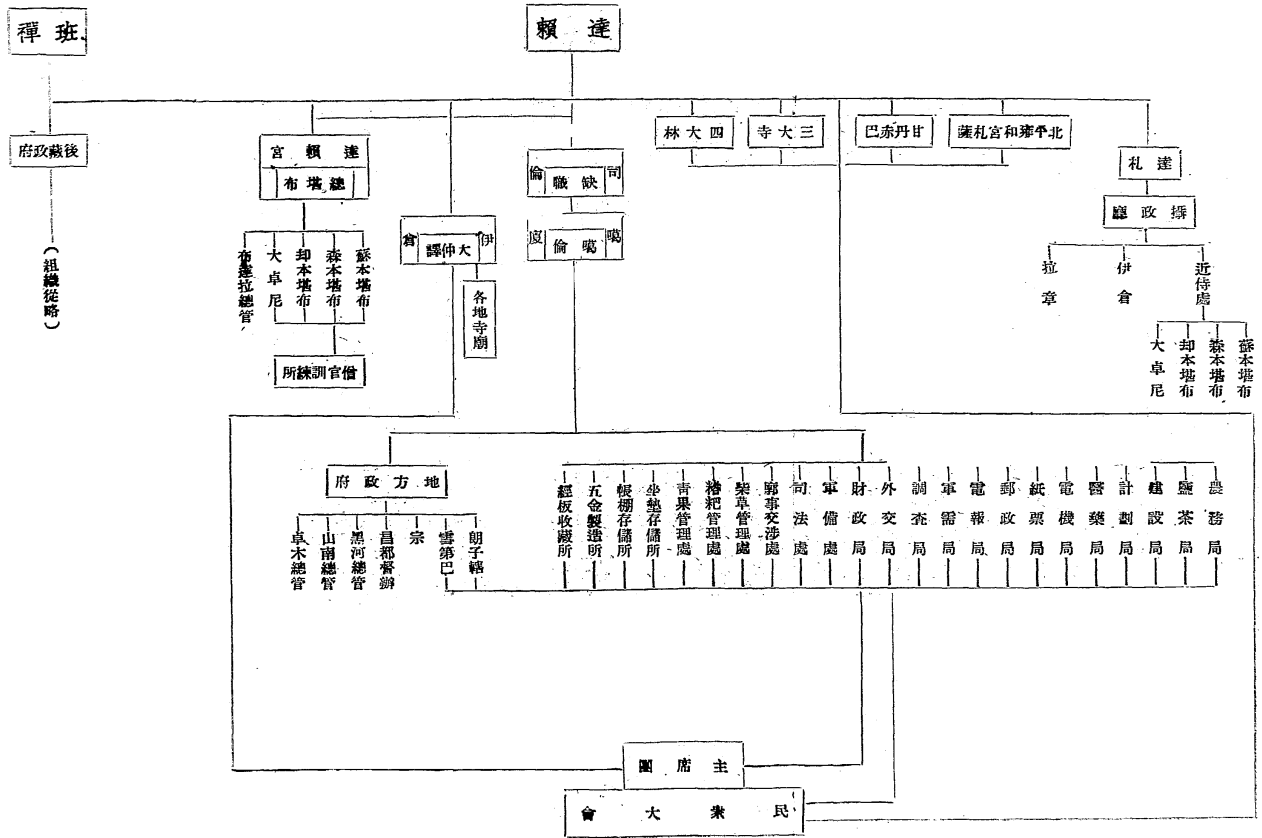 達賴
班禪
北平雍和宮札薩
甘丹赤巴
三大寺
四大林
達札
攝政廳
近侍處
伊倉
拉章
蘇本堪布
森本堪布
却本堪布
大卓尼
司倫
缺職
噶廈
噶倫
伊倉
大仲譯
各地寺廟
達賴宮
總堪布
蘇本堪布
森本堪布
却本堪布
大卓尼
布達拉總管
僧官訓練所
後藏政府
（組織從略）
農務局
鹽茶局
建設局
計劃局
醫藥局
電機局
紙票局
郵政局
電報局
軍需局
調查局
外交局
財政局
軍備處
司法處
郭事交涉處
柴草管理處
糌粑管理處
青果管理處
坐墊存儲所
帳棚存儲所
五金製造所
經板收藏所
地方政府
朗子轄
雪第巴
宗
昌都督辦
黑河總管
山南總管
卓木總管
主席團
民衆大會